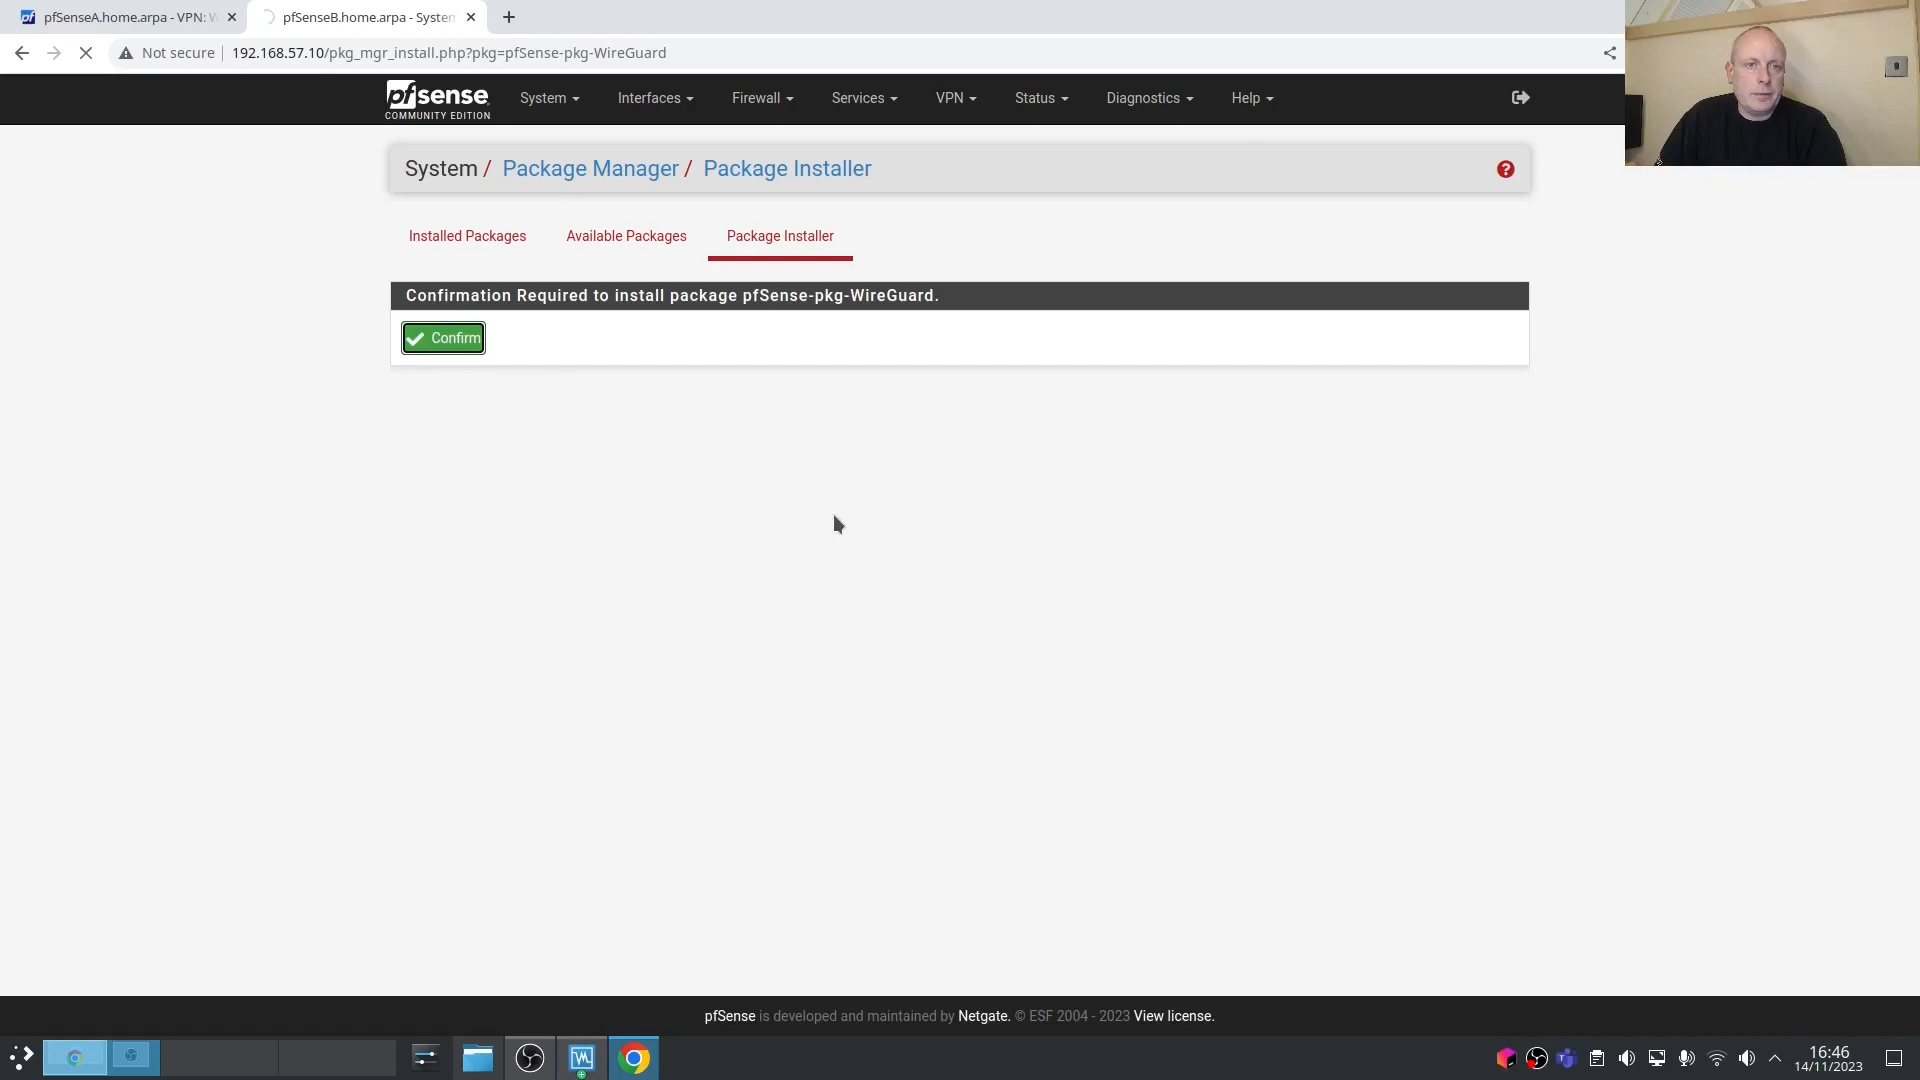 pfSenseA.home.arpa - VPN: W
pfSenseB.home.arpa - System
Not secure
192.168.57.10/pkg_mgr_install.php?pkg=pfSense-pkg-WireGuard
pfsense
COMMUNITY EDITION
System
Interfaces
Firewall
Services
VPN
Status
Diagnostics
Help
System / Package Manager / Package Installer
Installed Packages
Available Packages
Package Installer
Confirmation Required to install package pfSense-pkg-WireGuard.
Confirm
pfSense is developed and maintained by Netgate. © ESF 2004 - 2023 View license.
16:46
14/11/2023